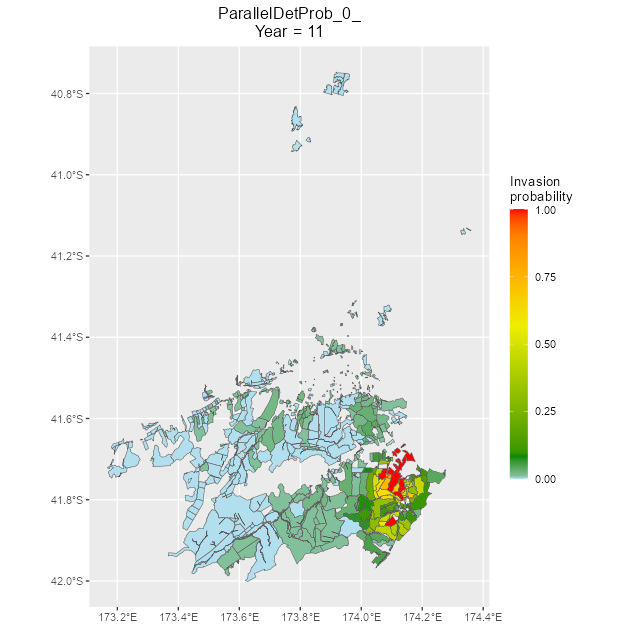 ParallelDetProb_0_
Year = 11
40.8°S
41.0°S
41.2°S
41.4°S
41.6°S
41.8°S
42.0°S
173.2°E 173.4°E 173.6°E 173.8°E 174.0°E 174.2°E 174.4°E
Invasion
probability
1.00
0.75
0.50
0.25
0.00